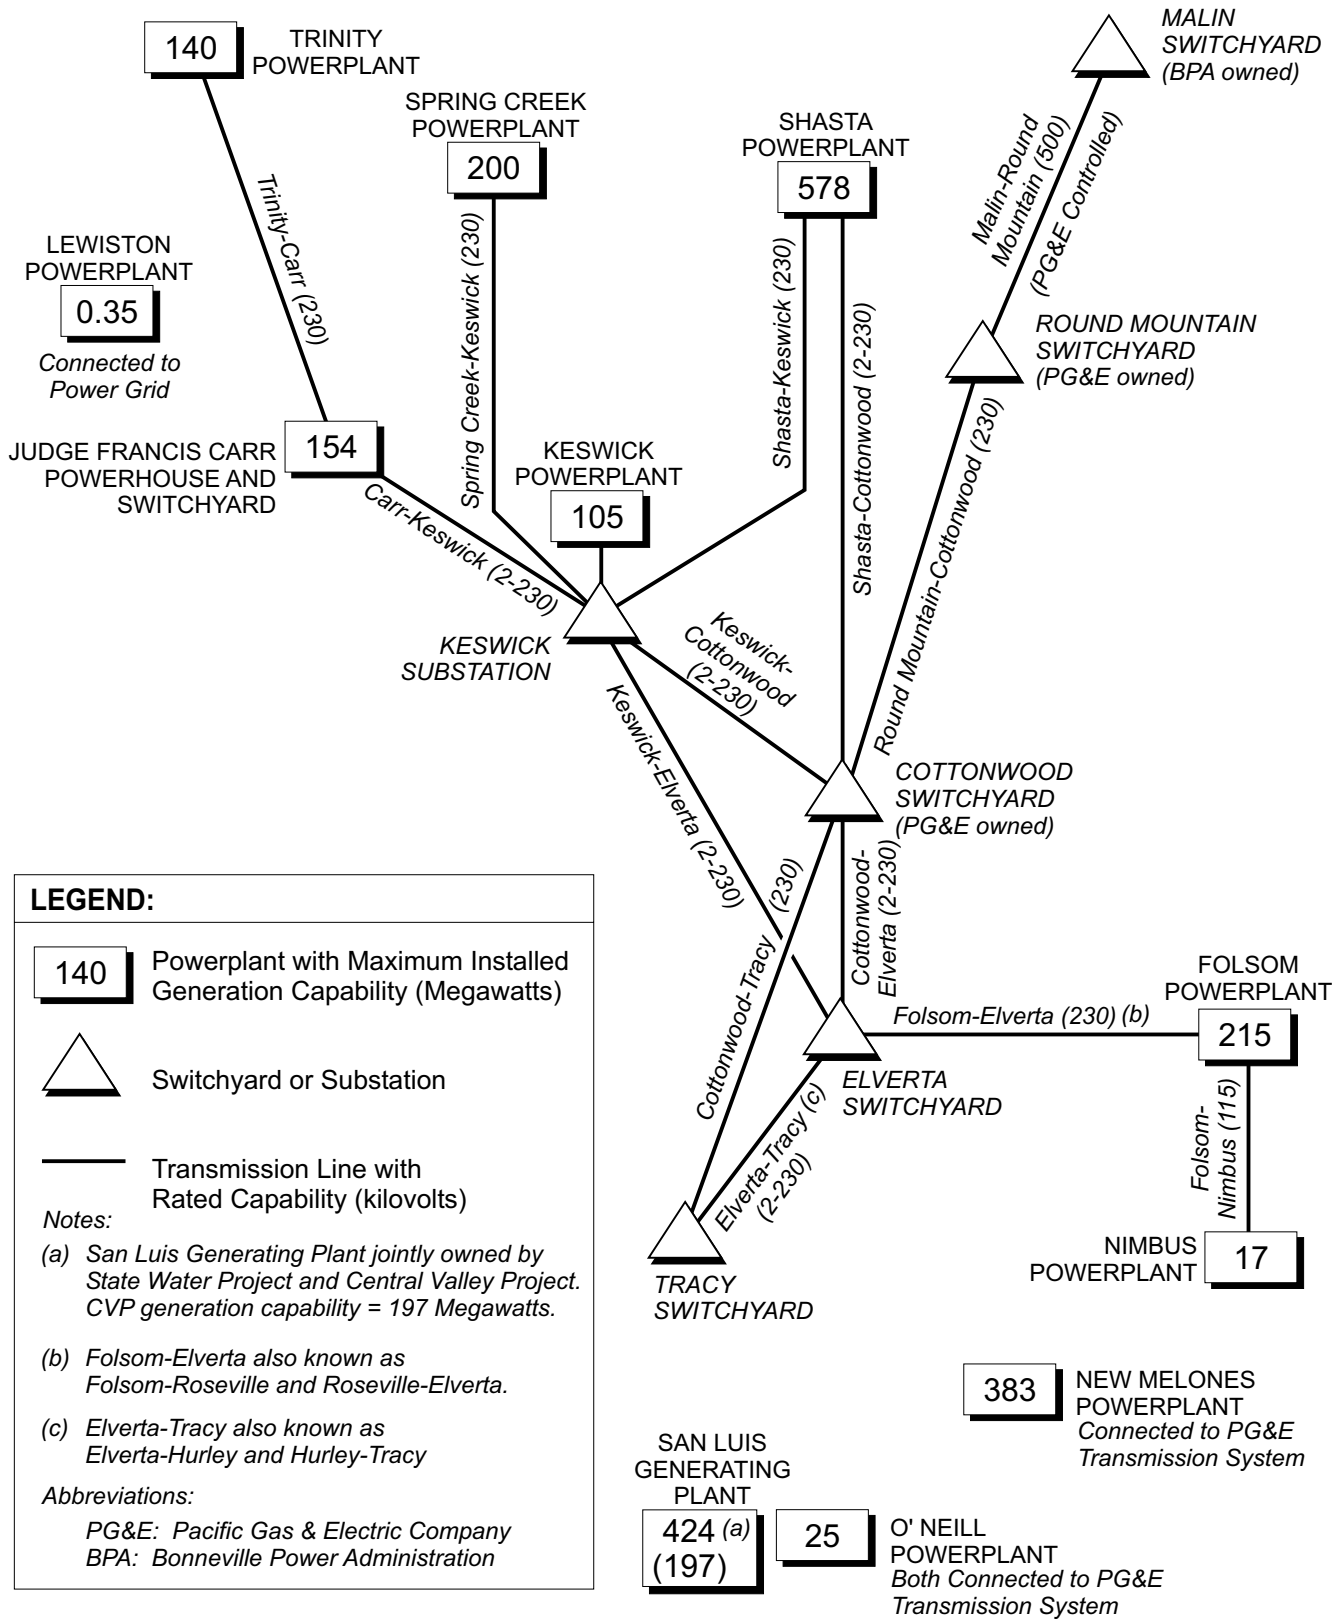 140
TRINITY
POWERPLANT
MALIN
SWITCHYARD
(BPA owned)
SPRING CREEK
POWERPLANT
200
SHASTA
POWERPLANT
578
Malin-Round
Mountain (500)
(PG&E Controlled)
Trinity-Carr (230)
LEWISTON
POWERPLANT
0.35
Connected to
Power Grid
Spring Creek-Keswick (230)
Shasta-Keswick (230)
Shasta-Cottonwood (2-230)
ROUND MOUNTAIN
SWITCHYARD
(PG&E owned)
JUDGE FRANCIS CARR
POWERHOUSE AND
SWITCHYARD
154
KESWICK
POWERPLANT
105
Carr-Keswick (2-230)
Round Mountain-Cottonwood (230)
KESWICK
SUBSTATION
Keswick-
Cottonwood
(2-230)
Keswick-Elverta (2-230)
COTTONWOOD
SWITCHYARD
(PG&E owned)
Cottonwood-Tracy (230)
Cottonwood-
Elverta (2-230)
FOLSOM
POWERPLANT
215
Folsom-Elverta (230) (b)
ELVERTA
SWITCHYARD
Elverta-Tracy (c)
(2-230)
Folsom-
Nimbus (115)
NIMBUS
POWERPLANT
17
TRACY
SWITCHYARD
383
NEW MELONES
POWERPLANT
Connected to PG&E
Transmission System
SAN LUIS
GENERATING
PLANT
424 (a)
(197)
25
O' NEILL
POWERPLANT
Both Connected to PG&E
Transmission System
LEGEND:
140
Powerplant with Maximum Installed
Generation Capability (Megawatts)
Switchyard or Substation
Transmission Line with
Rated Capability (kilovolts)
Notes:
(a) San Luis Generating Plant jointly owned by
State Water Project and Central Valley Project.
CVP generation capability = 197 Megawatts.
(b) Folsom-Elverta also known as
Folsom-Roseville and Roseville-Elverta.
(c) Elverta-Tracy also known as
Elverta-Hurley and Hurley-Tracy
Abbreviations:
PG&E: Pacific Gas & Electric Company
BPA: Bonneville Power Administration